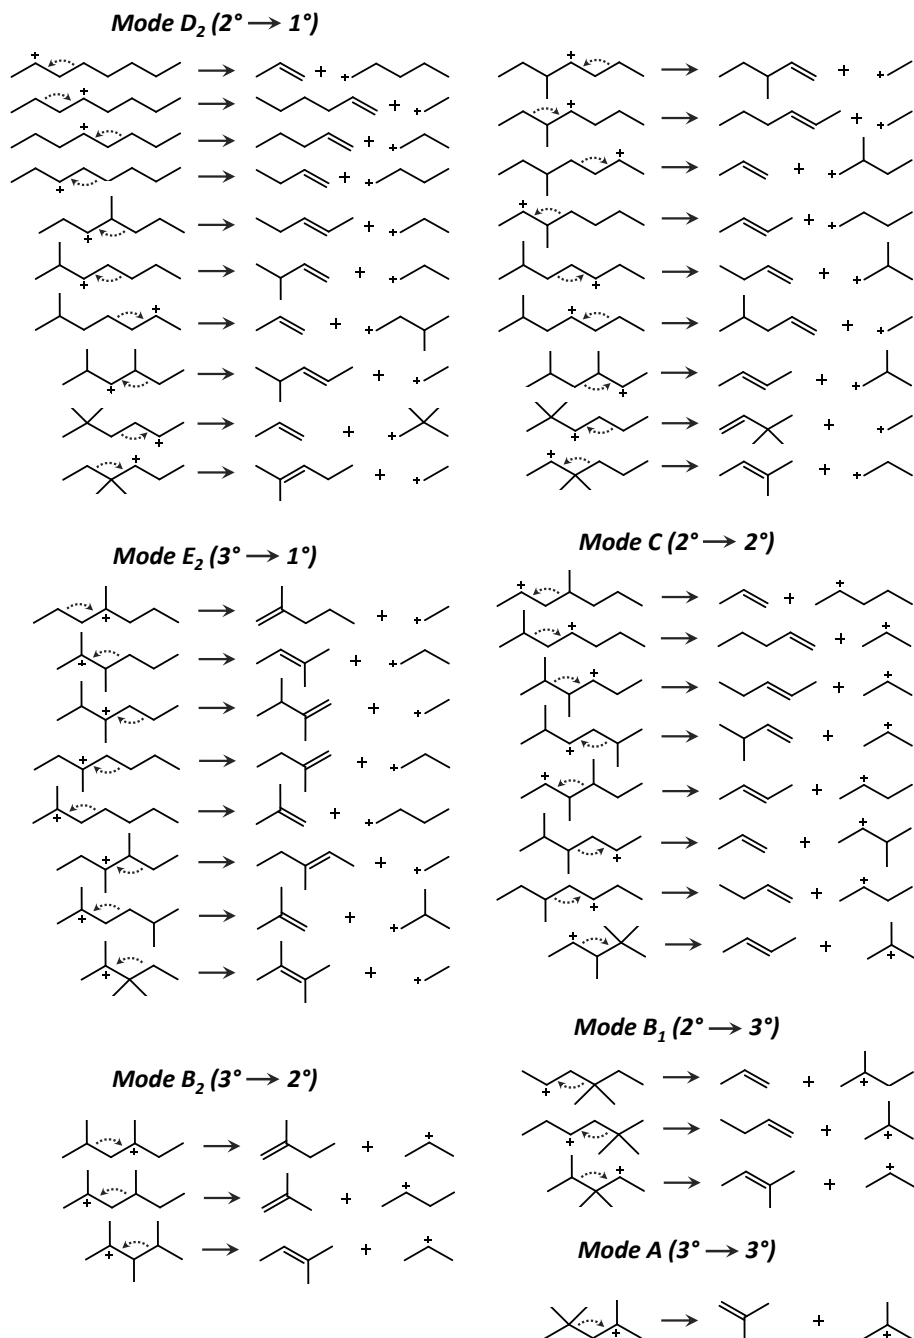 Mode D2 (2° → 1°)
Mode E2 (3° → 1°)
Mode C (2° → 2°)
Mode B1 (2° → 3°)
Mode B2 (3° → 2°)
Mode A (3° → 3°)